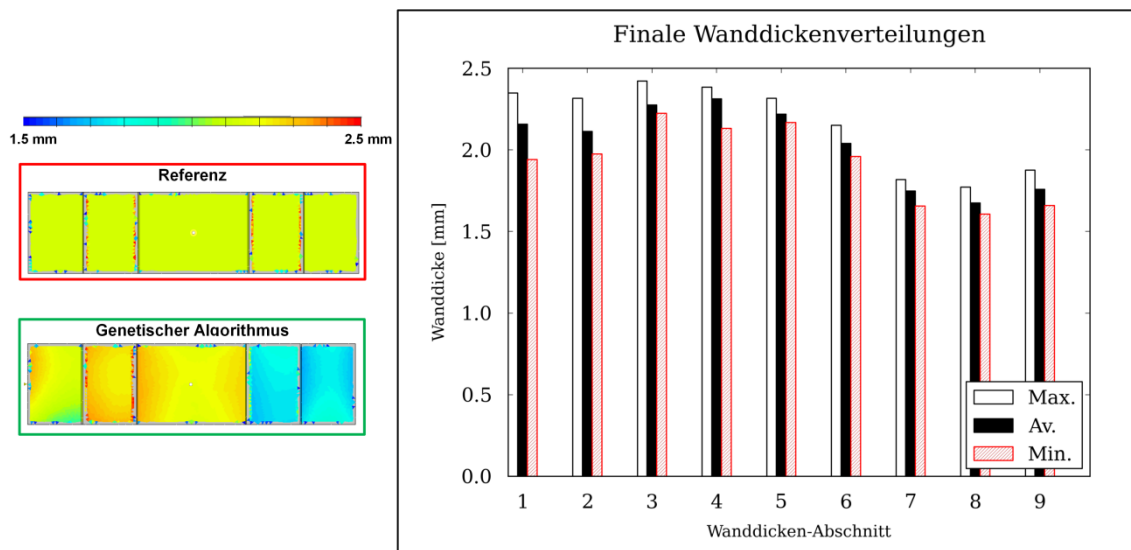 1.5 mm 2.5 mm
Referenz
Genetischer Algorithmus
Finale Wanddickenverteilungen
Wanddicke [mm]
2.5
2.0
1.5
1.0
0.5
0.0
Max.
Av.
Min.
1 2 3 4 5 6 7 8 9
Wanddicken-Abschnitt